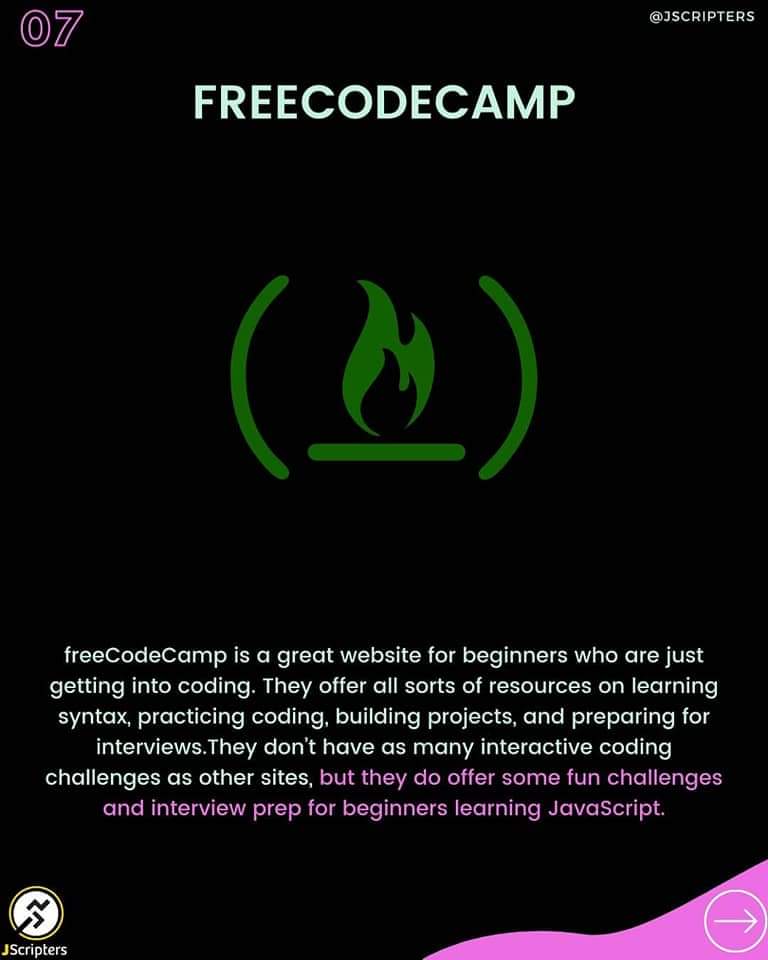 07
@JSCRIPTERS
FREECODECAMP
freeCodeCamp is a great website for beginners who are just
getting into coding. They offer all sorts of resources on learning
syntax, practicing coding, building projects, and preparing for
interviews.They don't have as many interactive coding
challenges as other sites, but they do offer some fun challenges
and interview prep for beginners learning JavaScript.
JScripters